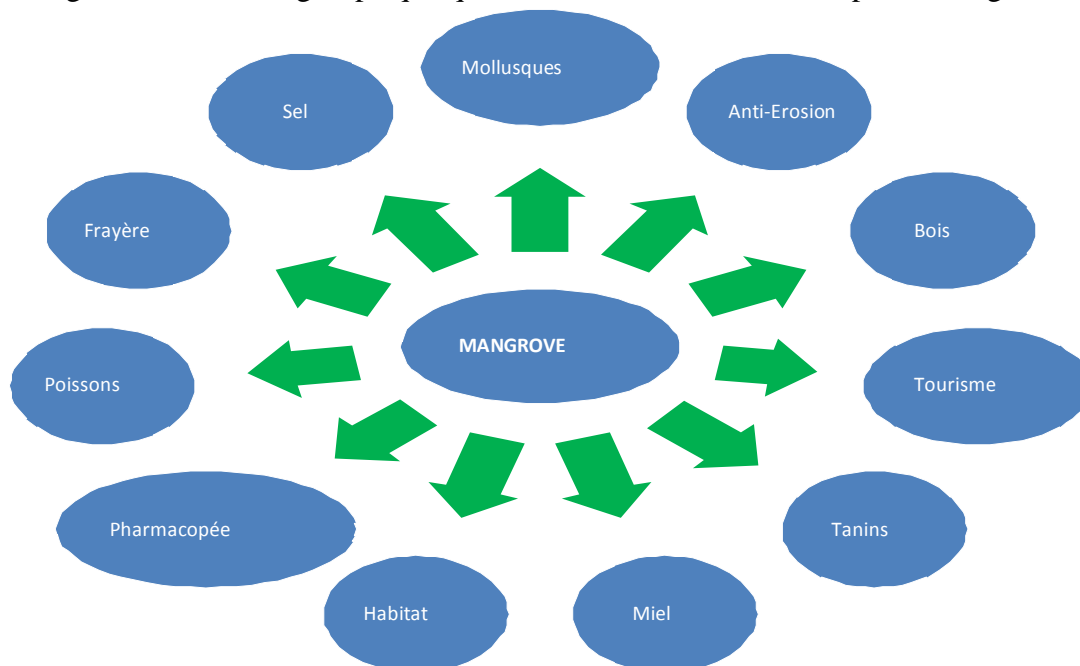 Mollusques
Sel
Anti-Erosion
Frayère
Bois
MANGROVE
Poissons
Tourisme
Pharmacopée
Tanins
Habitat
Miel